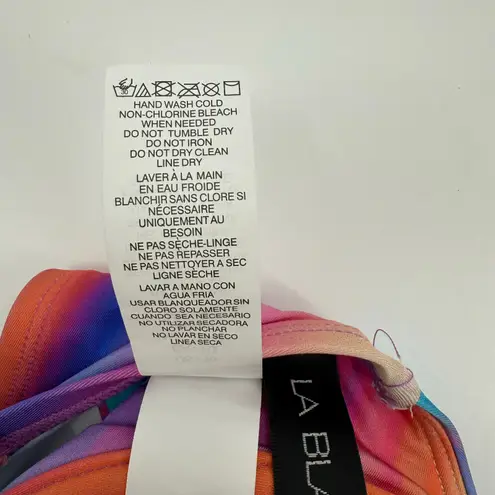 HAND WASH COLD
NON-CHLORINE BLEACH
WHEN NEEDED
DO NOT TUMBLE DRY
DO NOT IRON
DO NOT DRY CLEAN
LINE DRY
LAVER À LA MAIN
EN EAU FROIDE
BLANCHIR SANS CLORE SI
NÉCESSAIRE
UNIQUEMENT AU
BESOIN
NE PAS SÈCHE-LINGE
NE PAS REPASSER
NE PAS NETTOYER A SEC
LIGNE SÈCHE
LAVAR A MANO CON
AGUA FRIA
USAR BLANQUEADOR SIN
CLORO SOLAMENTE
CUANDO SEA NECESARIO
NO UTILIZAR SECADORA
NO PLANCHAR
NO LAVAR EN SECO
LINEA SECA
LA BLA